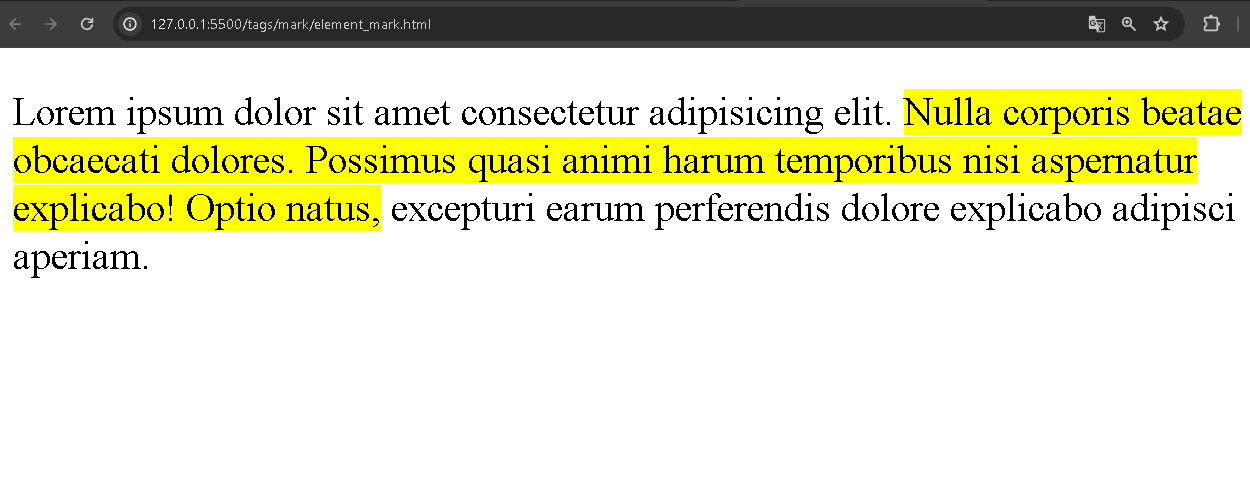 127.0.0.1:5500/tags/mark/element_mark.html
Lorem ipsum dolor sit amet consectetur adipisicing elit. Nulla corporis beatae
obcaecati dolores. Possimus quasi animi harum temporibus nisi aspernatur
explicabo! Optio natus, excepturi earum perferendis dolore explicabo adipisci
aperiam.